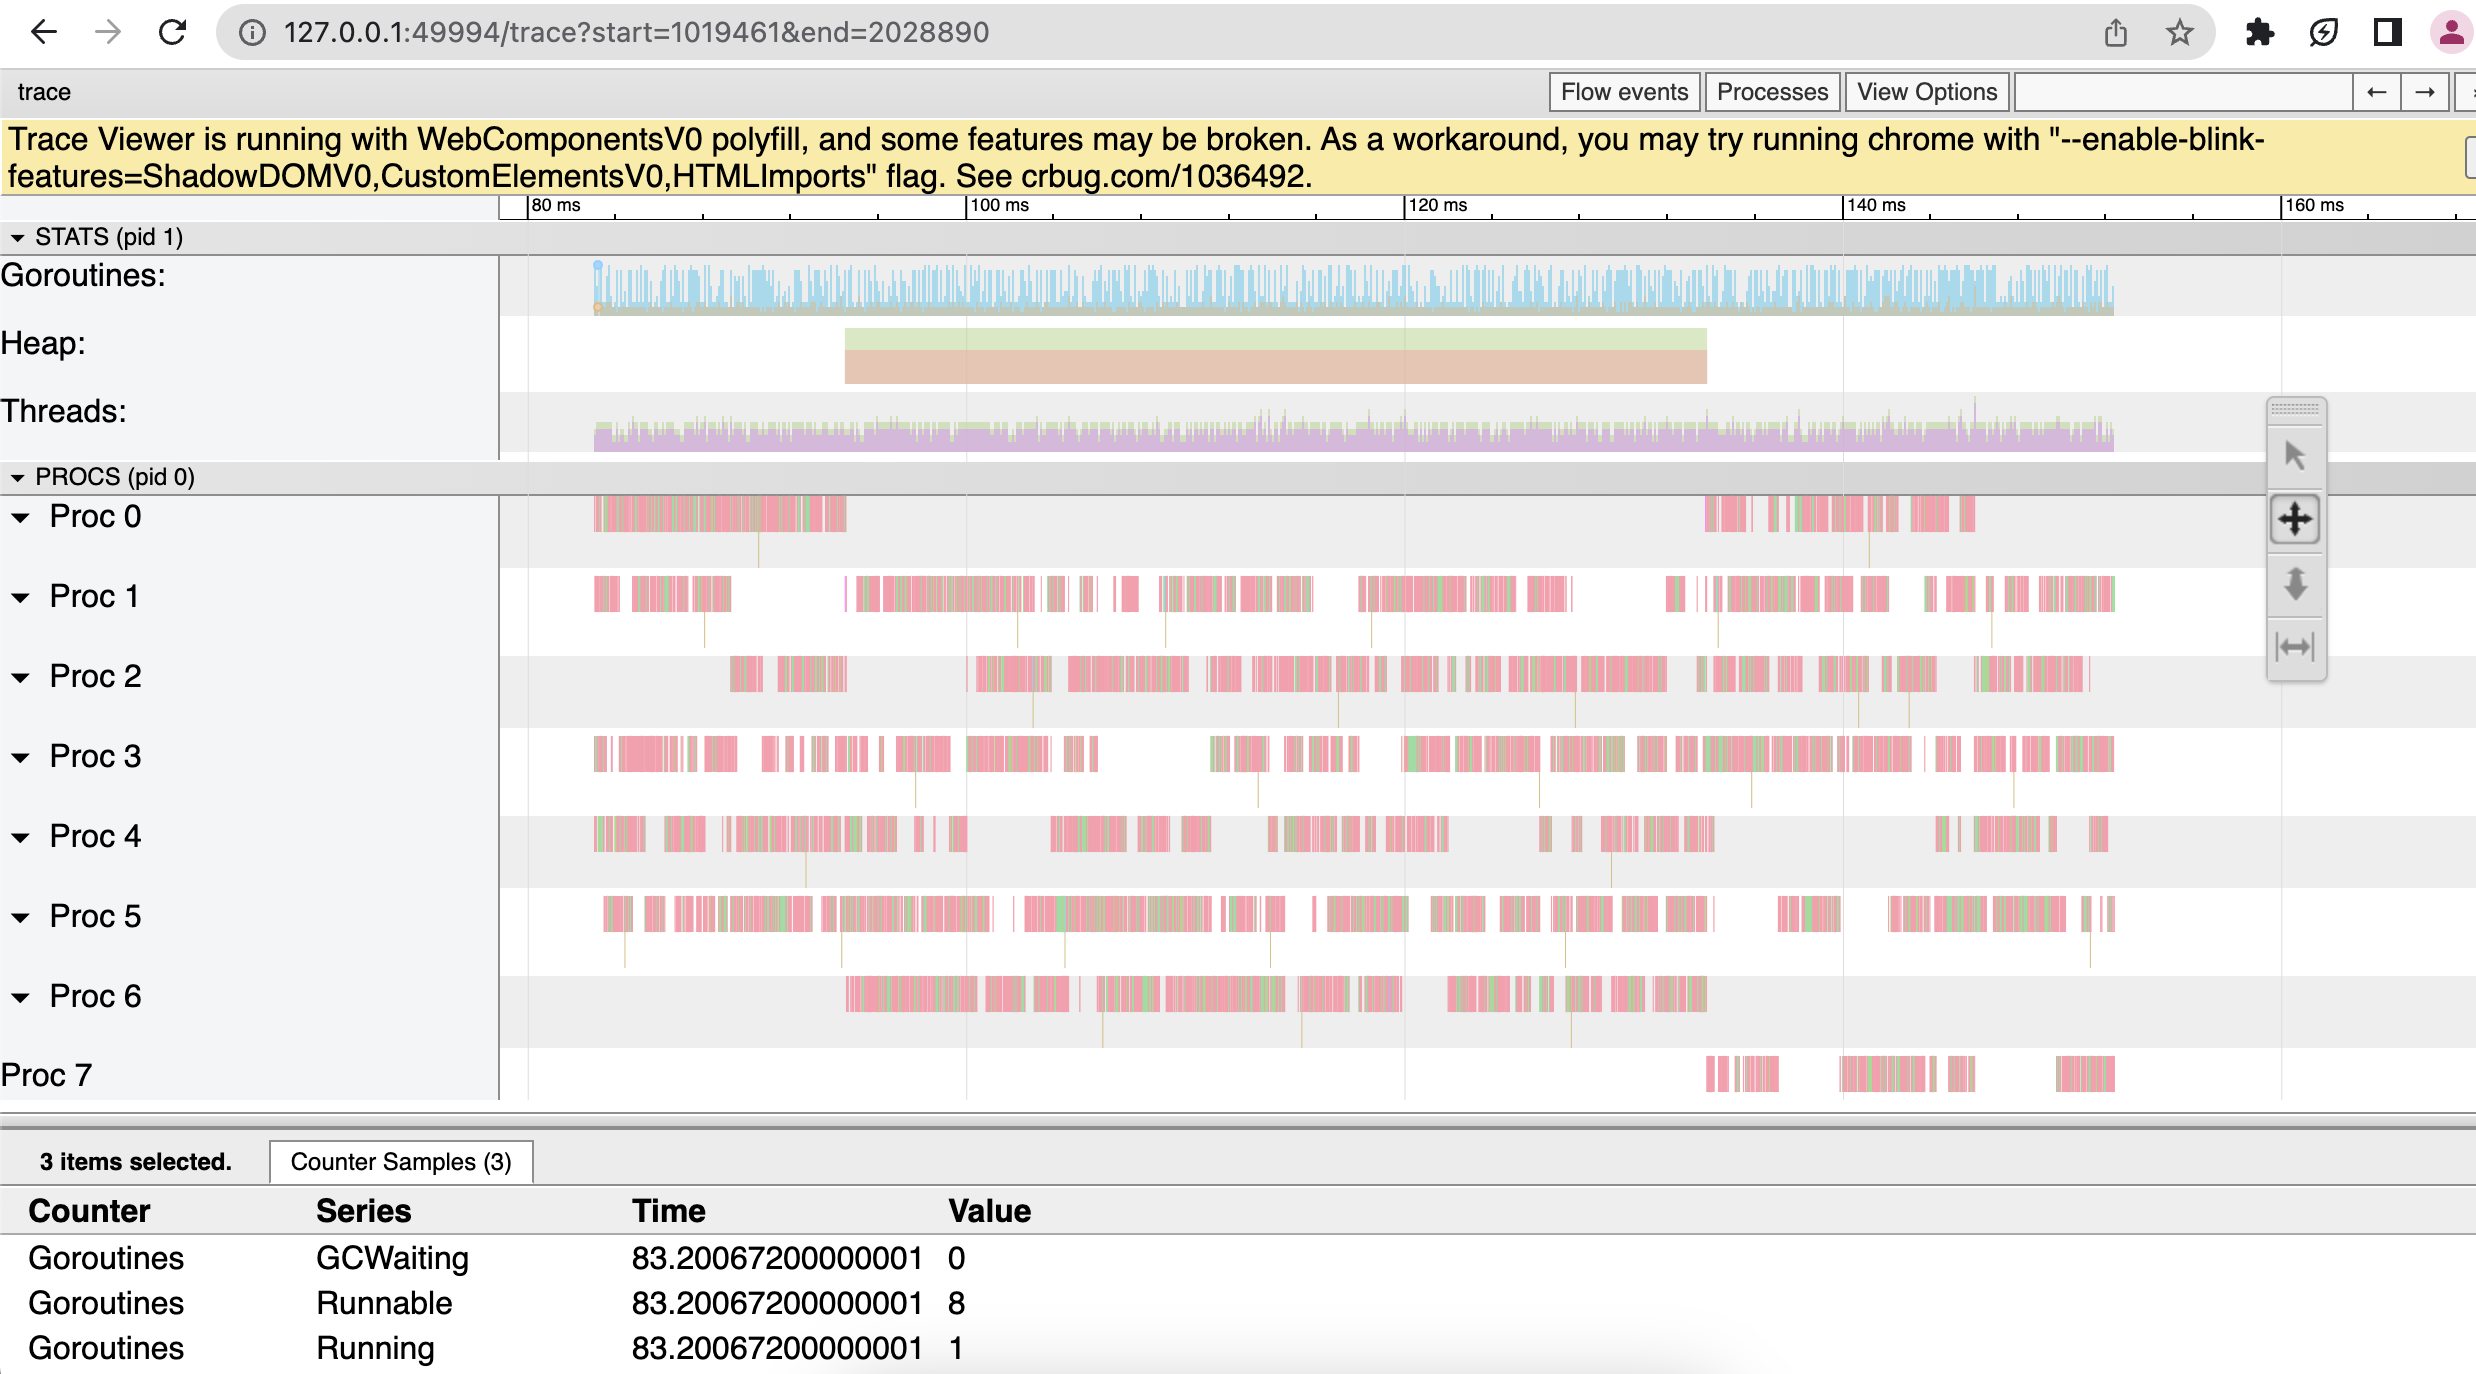 127.0.0.1:49994/trace?start=1019461&end=2028890
trace
Flow events
Processes
View Options
←
→
Trace Viewer is running with WebComponentsV0 polyfill, and some features may be broken. As a workaround, you may try running chrome with "--enable-blink-
features=ShadowDOMV0,CustomElementsV0,HTMLImports" flag. See crbug.com/1036492.
80 ms
100 ms
120 ms
140 ms
160 ms
STATS (pid 1)
Goroutines:
Heap:
Threads:
PROCS (pid 0)
Proc 0
Proc 1
Proc 2
Proc 3
Proc 4
Proc 5
Proc 6
Proc 7
3 items selected.
Counter Samples (3)
Counter Series Time Value
Goroutines GCWaiting 83.20067200000001 0
Goroutines Runnable 83.20067200000001 8
Goroutines Running 83.20067200000001 1